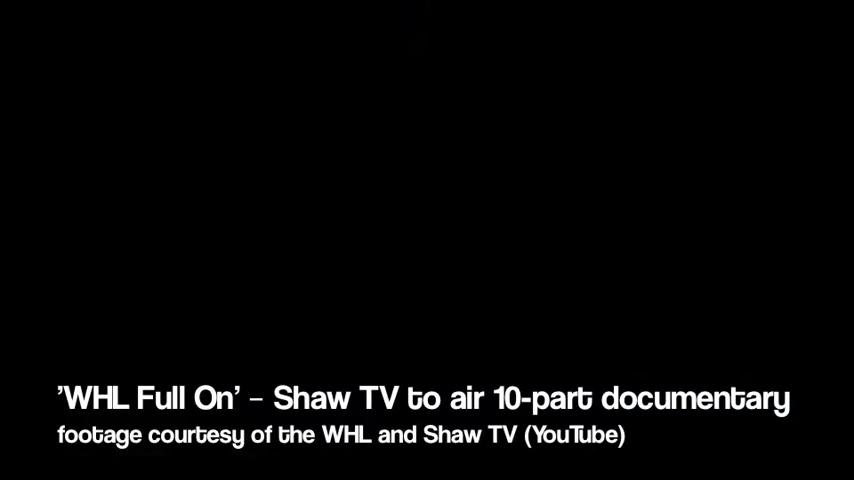 'WHL Full On' – Shaw TV to air 10-part documentary
footage courtesy of the WHL and Shaw TV (YouTube)